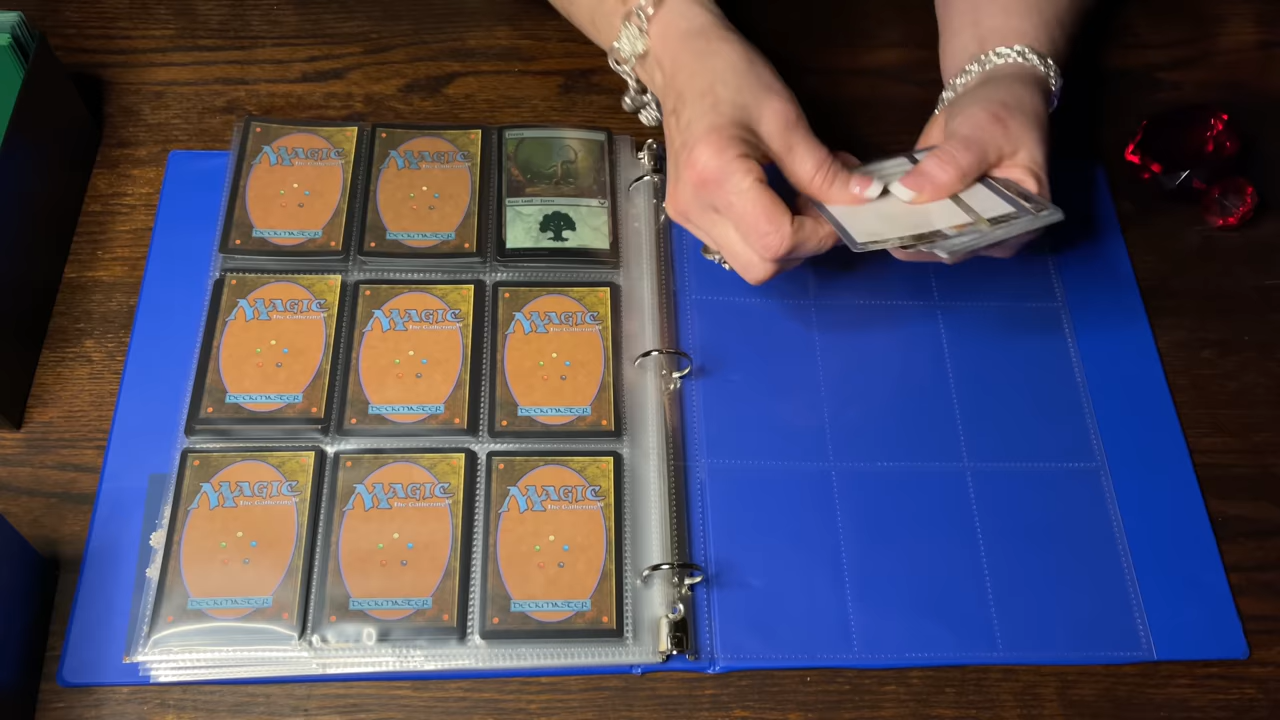 MAGIC
The Gathering
DECKMASTER
MAGIC
The Gathering
DECKMASTER
Forest
Basic Land — Forest
MAGIC
The Gathering
DECKMASTER
MAGIC
The Gathering
DECKMASTER
MAGIC
The Gathering
DECKMASTER
MAGIC
The Gathering
DECKMASTER
MAGIC
The Gathering
DECKMASTER
MAGIC
The Gathering
DECKMASTER